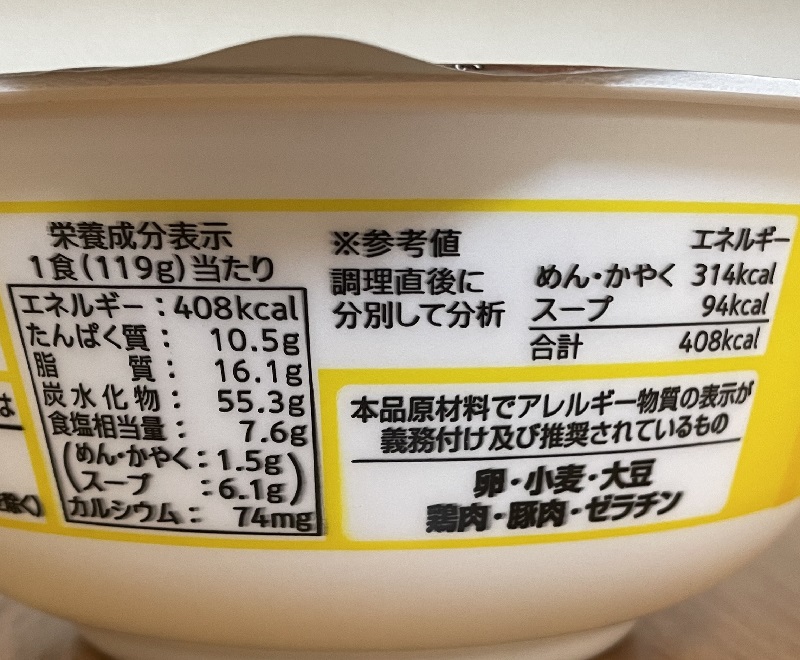 栄養成分表示
1食(119g)当たり
エネルギー：408kcal
たんぱく質： 10.5g
脂 質： 16.1g
炭水化物： 55.3g
食塩相当量： 7.6g
(めん・かやく：1.5g
スープ ：6.1g)
カルシウム： 74mg
※参考値
調理直後に
分別して分析
エネルギー
めん・かやく 314kcal
スープ 94kcal
合計 408kcal
本品原材料でアレルギー物質の表示が
義務付け及び推奨されているもの
卵・小麦・大豆
鶏肉・豚肉・ゼラチン
は
除く)